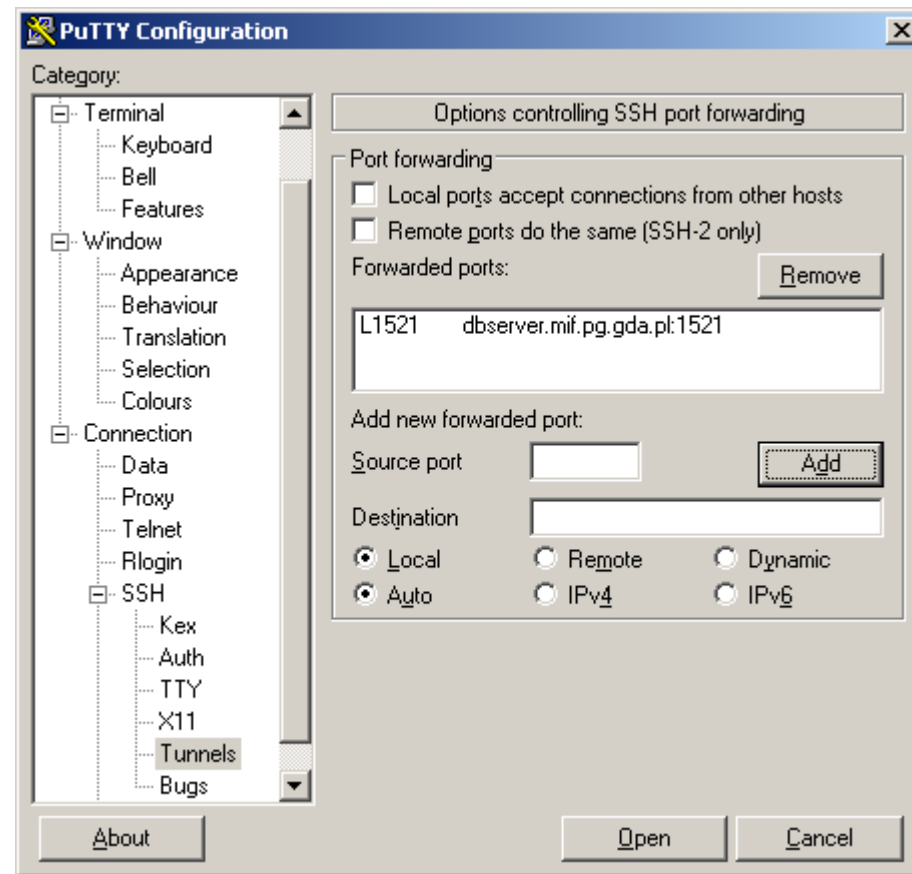 PuTTY Configuration
Category:
Terminal
Keyboard
Bell
Features
Window
Appearance
Behaviour
Translation
Selection
Colours
Connection
Data
Proxy
Telnet
Rlogin
SSH
Kex
Auth
TTY
X11
Tunnels
Bugs
Options controlling SSH port forwarding
Port forwarding
Local ports accept connections from other hosts
Remote ports do the same (SSH-2 only)
Forwarded ports:
Remove
L1521 dbserver.mif.pg.gda.pl:1521
Add new forwarded port:
Source port
Add
Destination
Local Remote Dynamic
Auto IPv4 IPv6
About
Open
Cancel